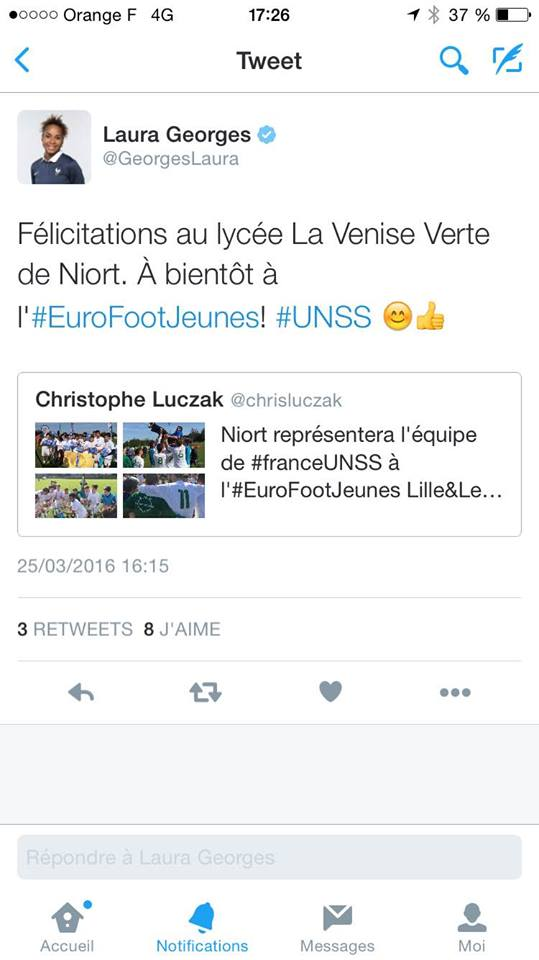 Orange F 4G 17:26 37 %
Tweet
Laura Georges
@GeorgesLaura
Félicitations au lycée La Venise Verte
de Niort. À bientôt à
l'#EuroFootJeunes! #UNSS 😊👍
Christophe Luczak @chrisluczak
Niort représentera l'équipe
de #franceUNSS à
l'#EuroFootJeunes Lille&Le…
11
25/03/2016 16:15
3 RETWEETS 8 J'AIME
Répondre à Laura Georges
Accueil Notifications Messages Moi